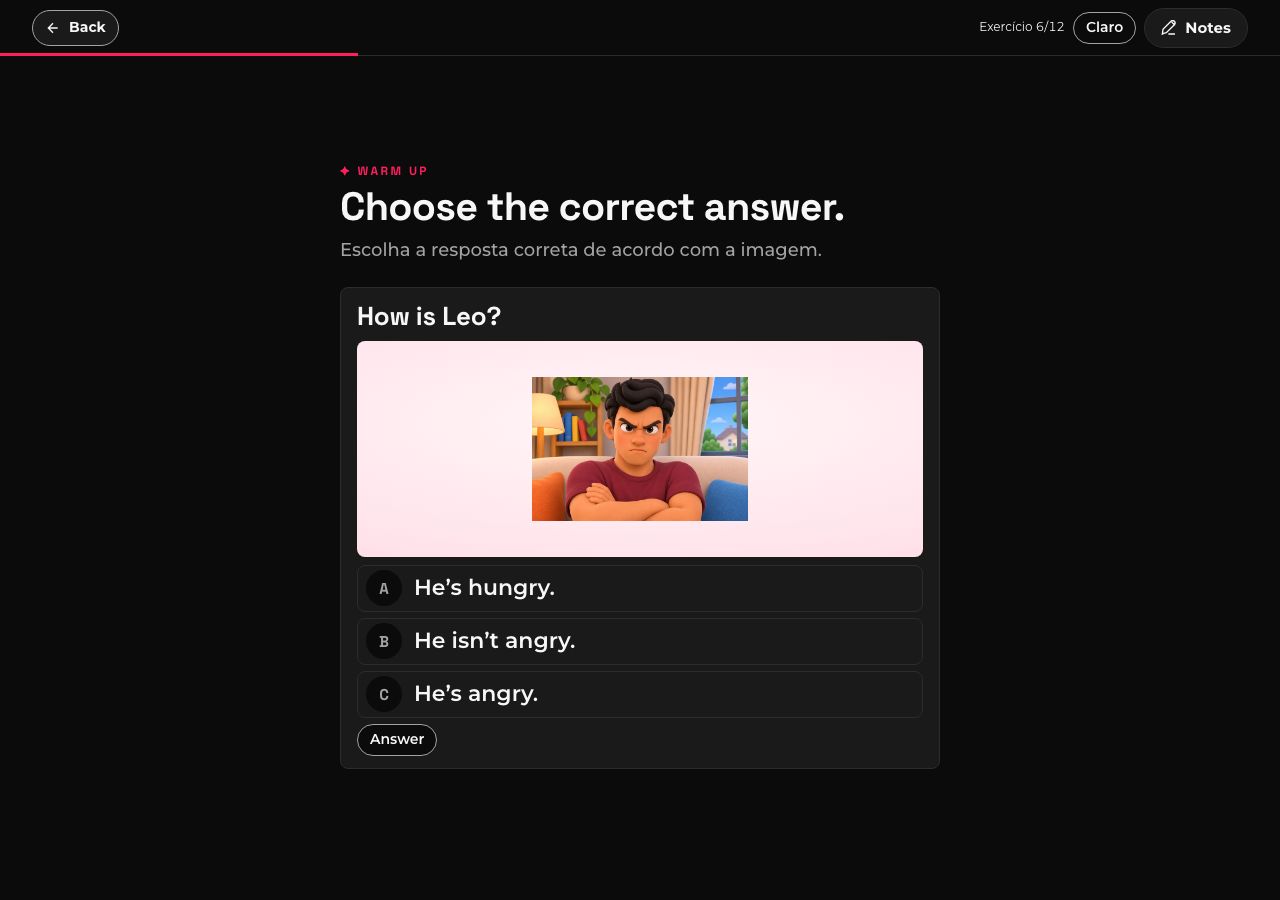 Back
Exercício 6/12
Claro
Notes
WARM UP
Choose the correct answer.
Escolha a resposta correta de acordo com a imagem.
How is Leo?
A He’s hungry.
B He isn’t angry.
C He’s angry.
Answer